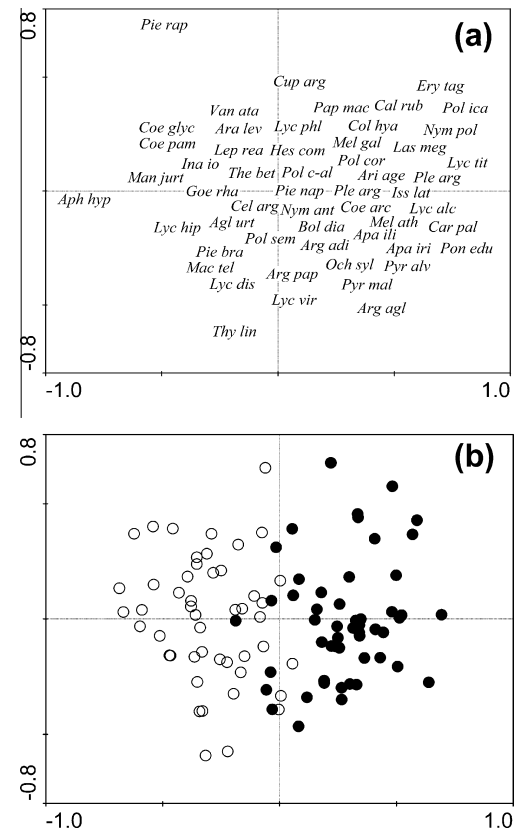 0.8
(a)
Pie rap
Cup arg
Ery tag
Van ata
Pap mac
Cal rub
Pol ica
Coe glyc
Ara lev
Lyc phl
Col hya
Nym pol
Coe pam
Lep rea
Hes com
Mel gal
Las meg
Ina io
Pol cor
Lyc tit
Man jurt
The bet
Pol c-al
Ari age
Ple arg
Goe rha
Pie nap
Ple arg
Iss lat
Aph hyp
Cel arg
Nym ant
Coe arc
Lyc alc
Lyc hip
Agl urt
Bol dia
Mel ath
Car pal
Pol sem
Arg adi
Apa ili
Pie bra
Apa iri
Pon edu
Mac tel
Arg pap
Och syl
Pyr alv
Lyc dis
Pyr mal
Lyc vir
Arg agl
Thy lin
-0.8
-1.0
1.0
0.8
(b)
-0.8
-1.0
1.0